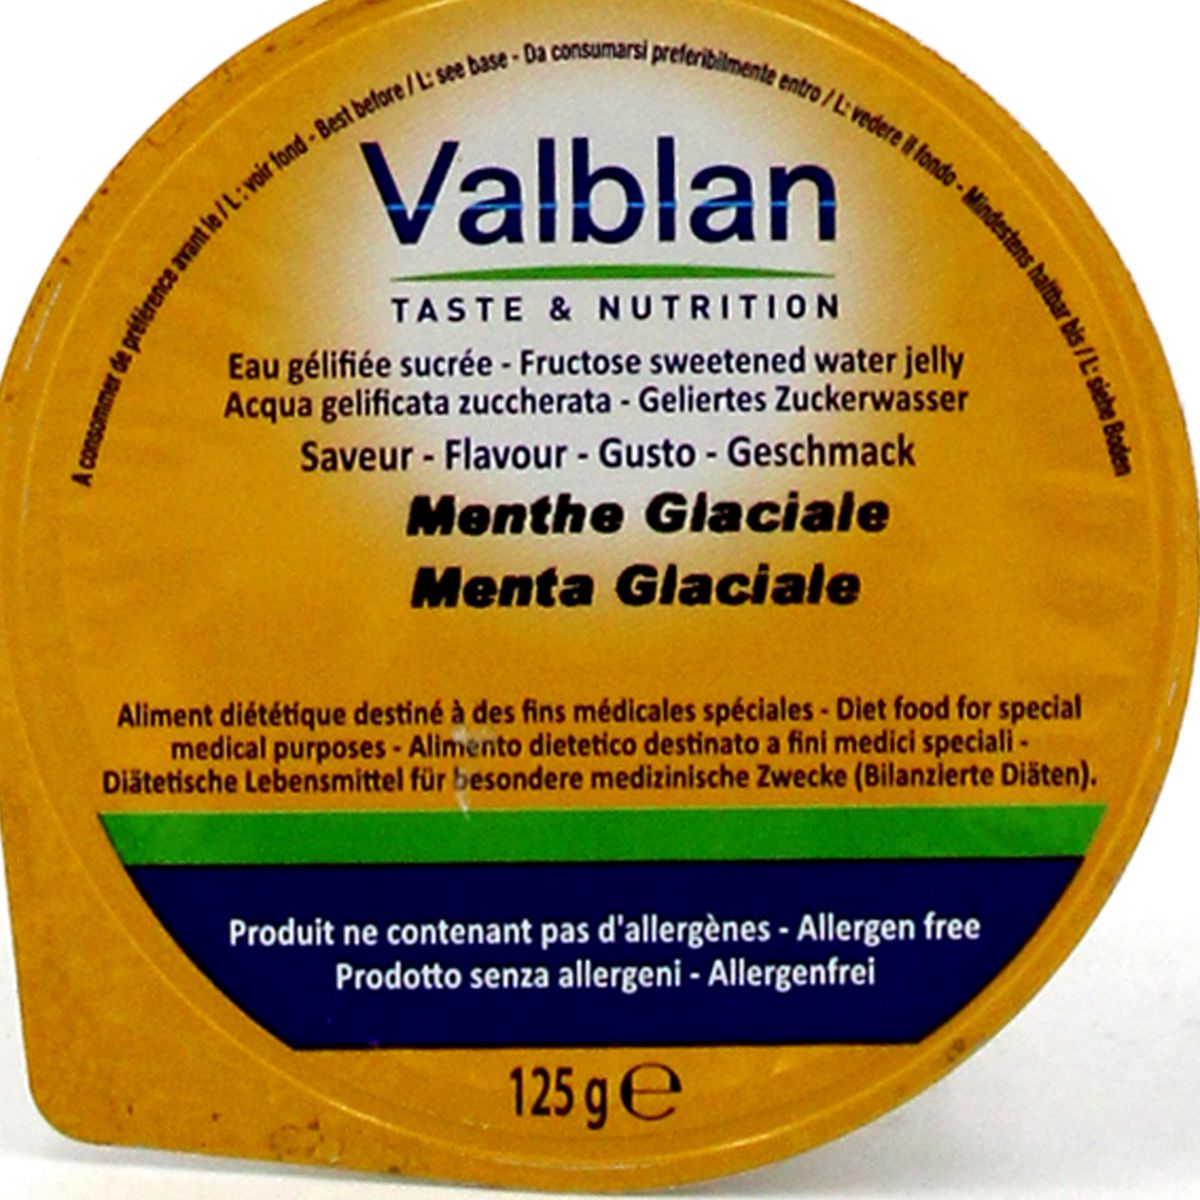 A consommer de préférence avant le / L : voir fond - Best before / L: see base - Da consumarsi preferibilmente entro / L: vedere il fondo - Mindestens haltbar bis / L: siehe Boden
Valblan
TASTE & NUTRITION
Eau gélifiée sucrée - Fructose sweetened water jelly
Acqua gelificata zuccherata - Geliertes Zuckerwasser
Saveur - Flavour - Gusto - Geschmack
Menthe Glaciale
Menta Glaciale
Aliment diététique destiné à des fins médicales spéciales - Diet food for special
medical purposes - Alimento dietetico destinato a fini medici speciali -
Diätetische Lebensmittel für besondere medizinische Zwecke (Bilanzierte Diäten).
Produit ne contenant pas d'allergènes - Allergen free
Prodotto senza allergeni - Allergenfrei
125 g ℮